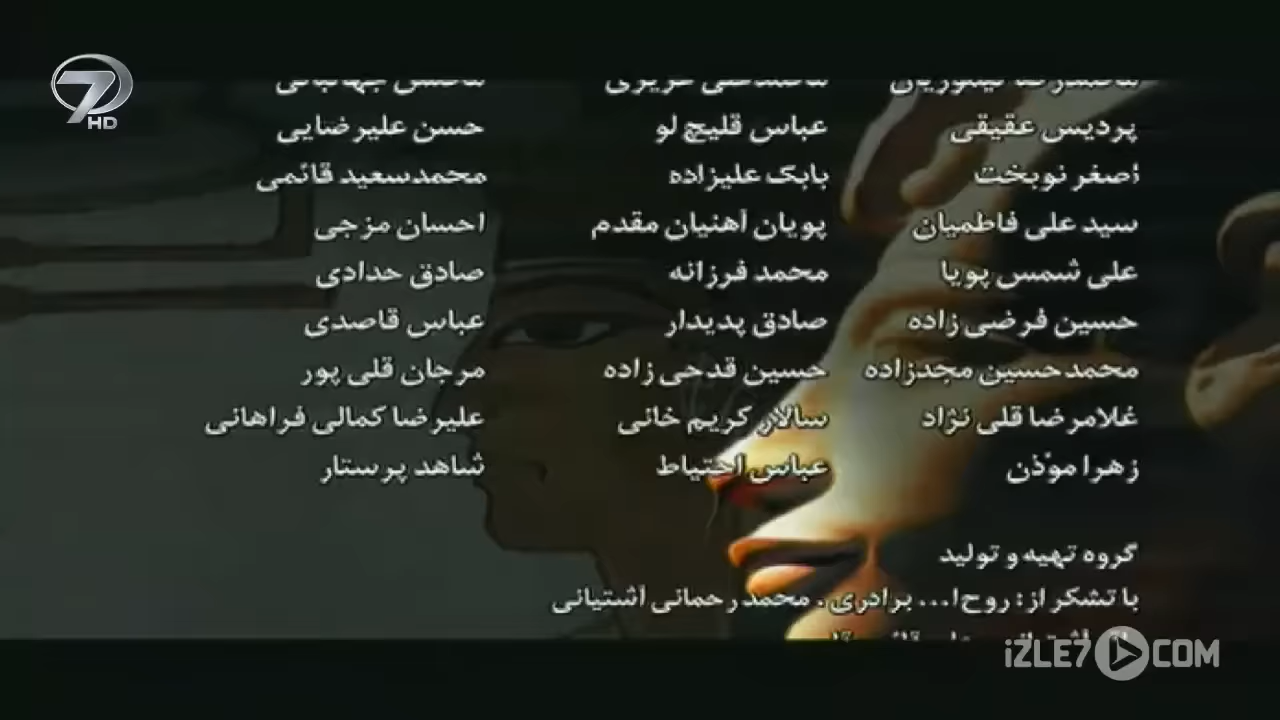 7
HD
پردیس عقیقی عباس قلیچ لو حسن علیرضایی
اصغر نوبخت بابک علیزاده محمدسعید قائمی
سید علی فاطمیان پویان آهنیان مقدم احسان مزجی
علی شمس پویا محمد فرزانه صادق حدادی
حسین فرضی زاده صادق پدیدار عباس قاصدی
محمدحسین مجدزاده حسین قدحی زاده مرجان قلی پور
غلامرضا قلی نژاد سالار کریم خانی علیرضا کمالی فراهانی
زهرا موذن عباس احتیاط شاهد پرستار
گروه تهیه و تولید
با تشکر از: روح ا... برادری . محمد رحمانی آشتیانی
iZLE7 COM